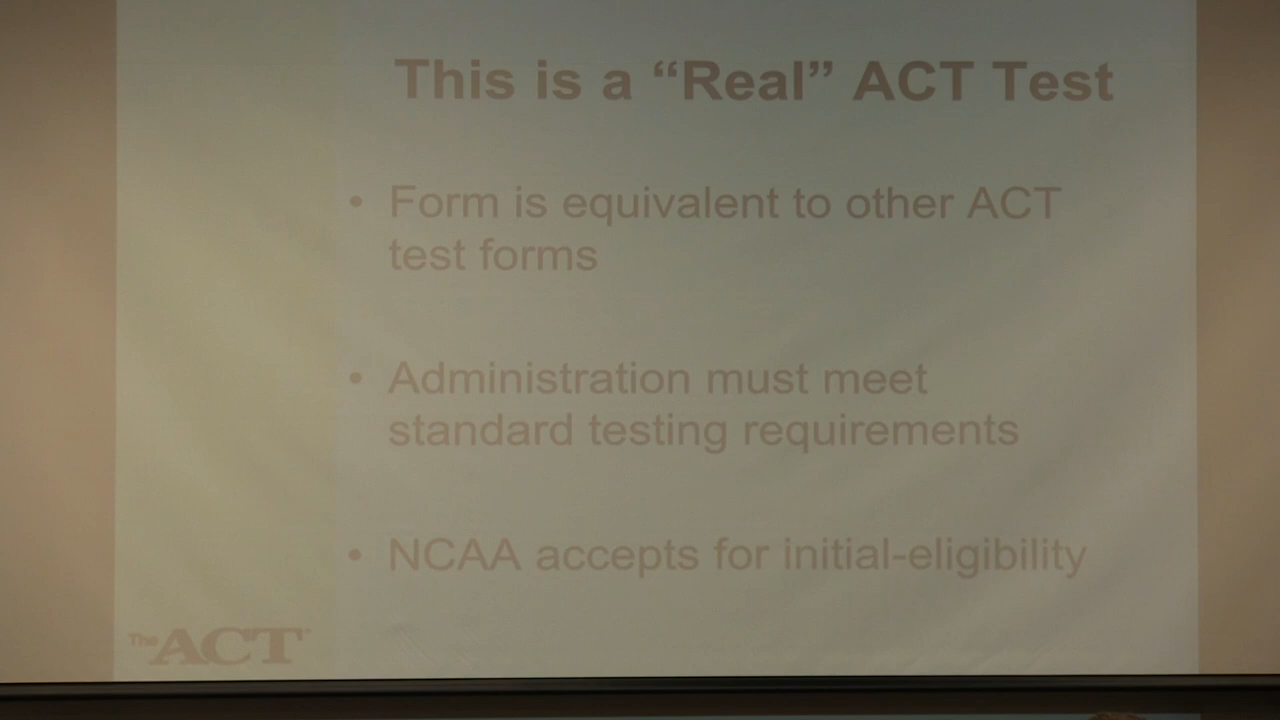 This is a “Real” ACT Test
• Form is equivalent to other ACT
test forms
• Administration must meet
standard testing requirements
• NCAA accepts for initial-eligibility
The ACT™